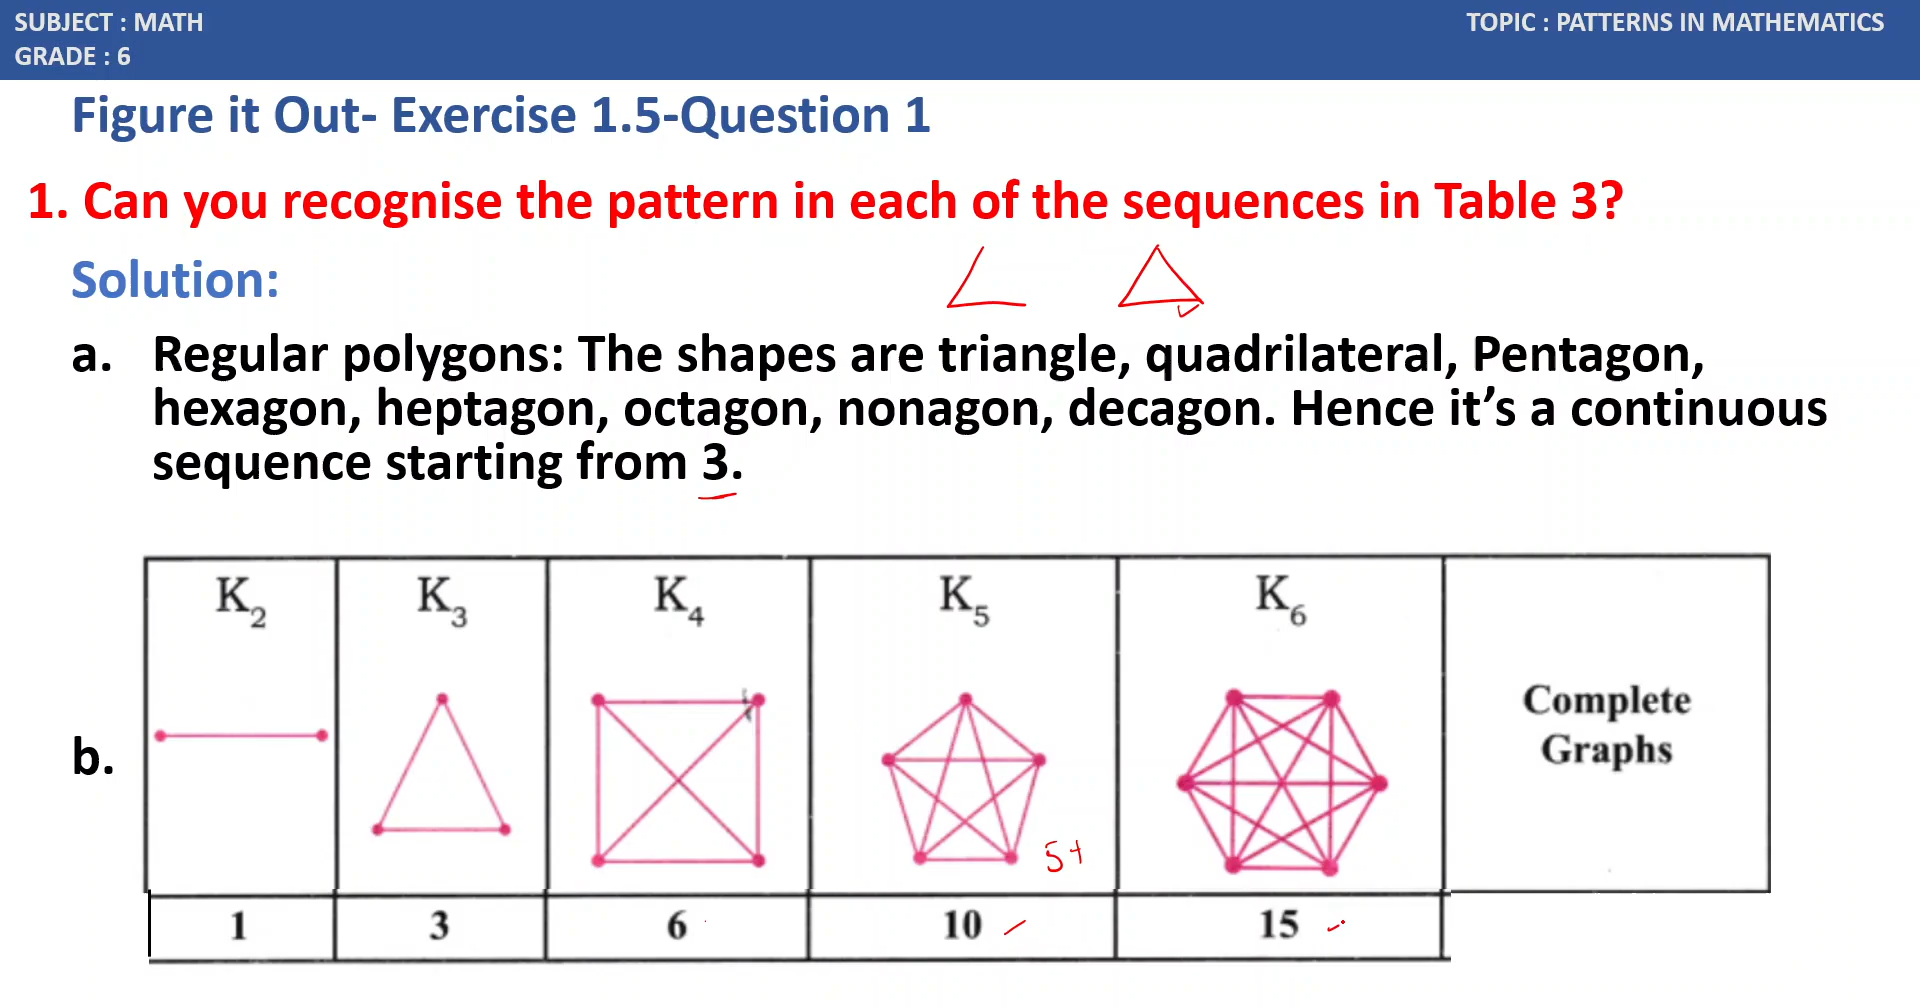 SUBJECT : MATH
TOPIC : PATTERNS IN MATHEMATICS
GRADE : 6
Figure it Out- Exercise 1.5-Question 1
1. Can you recognise the pattern in each of the sequences in Table 3?
Solution:
a. Regular polygons: The shapes are triangle, quadrilateral, Pentagon,
hexagon, heptagon, octagon, nonagon, decagon. Hence it’s a continuous
sequence starting from 3.
b.
K₂ K₃ K₄ K₅ K₆
Complete
Graphs
5+
1 3 6 10 15